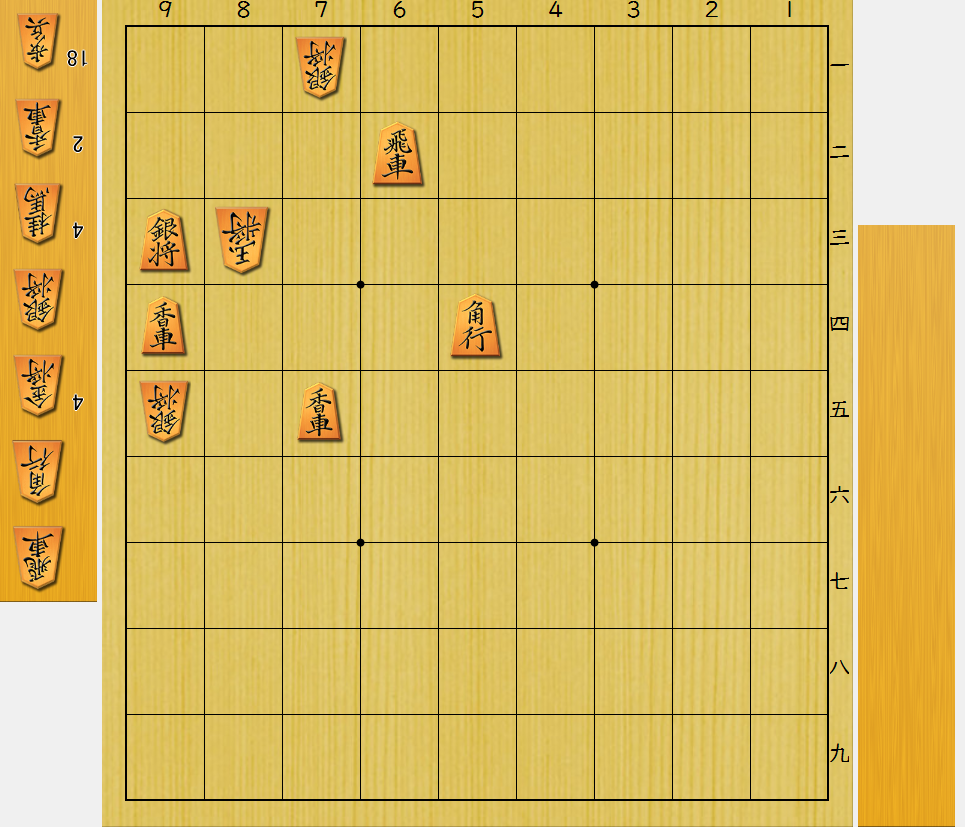 9 8 7 6 5 4 3 2 1
歩兵 18
香車 2
桂馬 4
銀将
金将 4
角行
飛車
銀将 一
飛車 二
銀将 玉将 三
香車 角行 四
銀将 香車 五
六
七
八
九